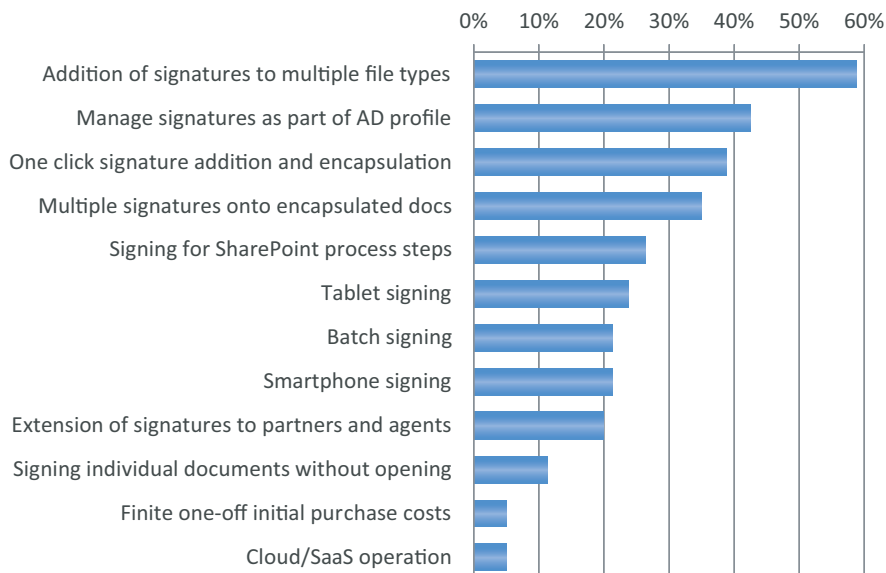 0% 10% 20% 30% 40% 50% 60%
Addition of signatures to multiple file types
Manage signatures as part of AD profile
One click signature addition and encapsulation
Multiple signatures onto encapsulated docs
Signing for SharePoint process steps
Tablet signing
Batch signing
Smartphone signing
Extension of signatures to partners and agents
Signing individual documents without opening
Finite one-off initial purchase costs
Cloud/SaaS operation